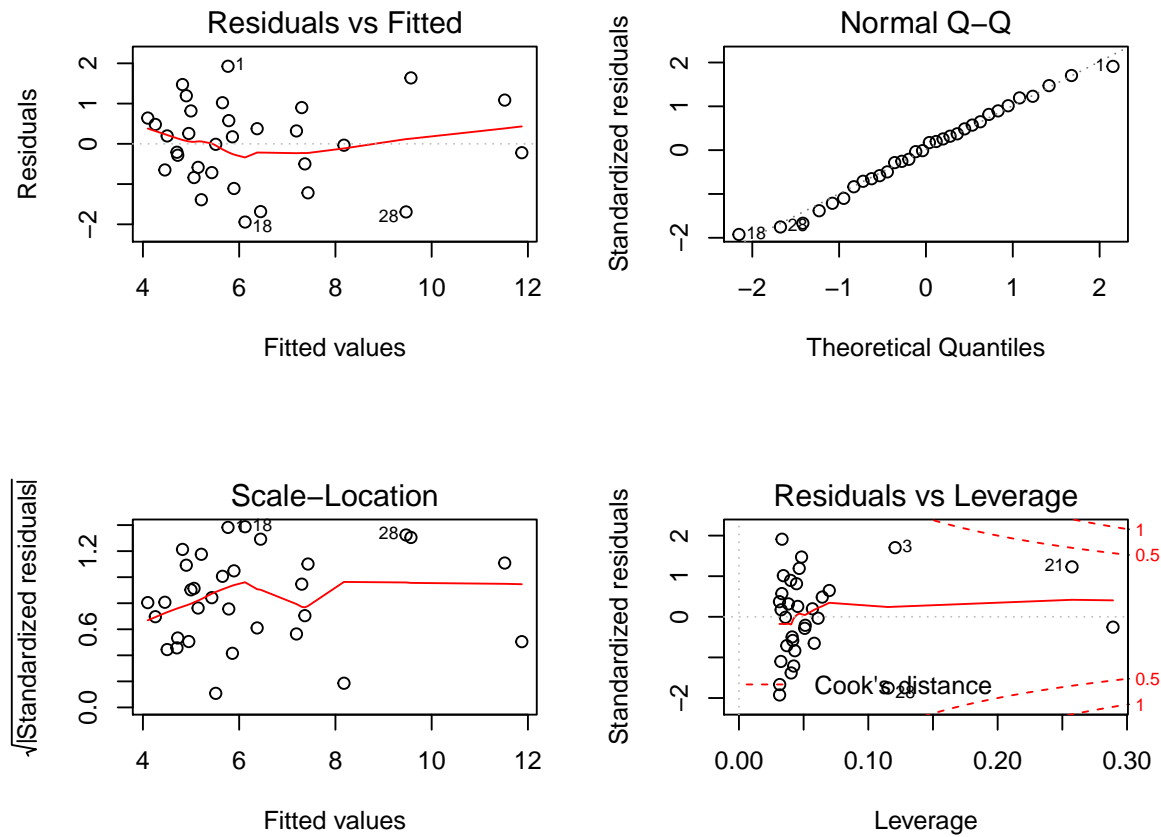 Residuals vs Fitted
Residuals
2
1
0
−2
1
18
28
4 6 8 10 12
Fitted values
Normal Q−Q
Standardized residuals
2
1
0
−2
1
18
28
−2 −1 0 1 2
Theoretical Quantiles
Scale−Location
√|Standardized residuals|
1.2
0.6
0.0
18
28
4 6 8 10 12
Fitted values
Residuals vs Leverage
Standardized residuals
2
1
0
−2
3
21
28
Cook's distance
1
0.5
0.5
1
0.00 0.10 0.20 0.30
Leverage